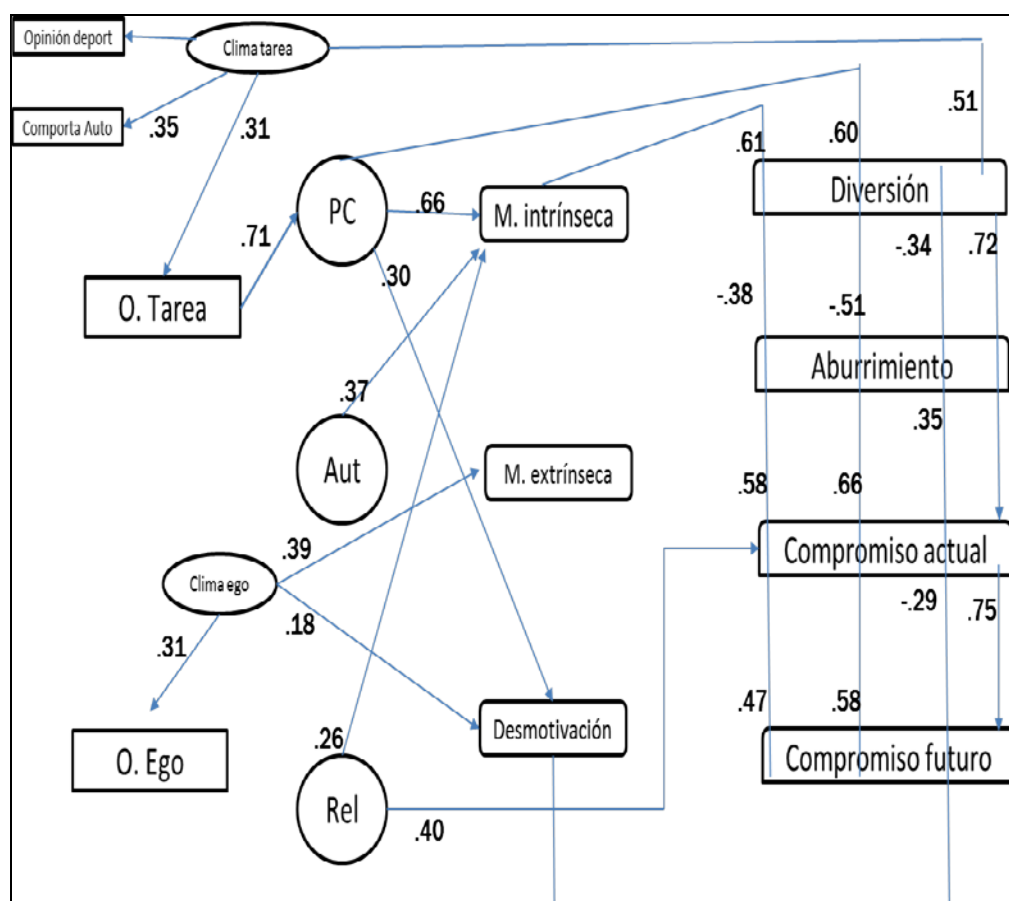 Opinión deport
Clima tarea
.51
Comporta Auto
.35
.31
.61
.60
PC
.66
M. intrínseca
Diversión
.71
.30
-.34
.72
O. Tarea
-.38
-.51
Aburrimiento
.37
.35
Aut
M. extrínseca
.58
.66
.39
Compromiso actual
Clima ego
.18
-.29
.75
.31
.47
.58
Desmotivación
.26
O. Ego
Compromiso futuro
Rel
.40